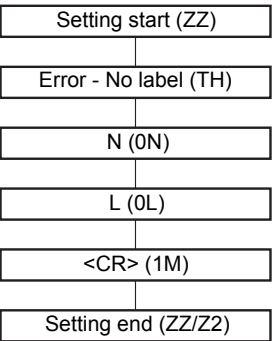 Setting start (ZZ)
Error - No label (TH)
N (0N)
L (0L)
<CR> (1M)
Setting end (ZZ/Z2)